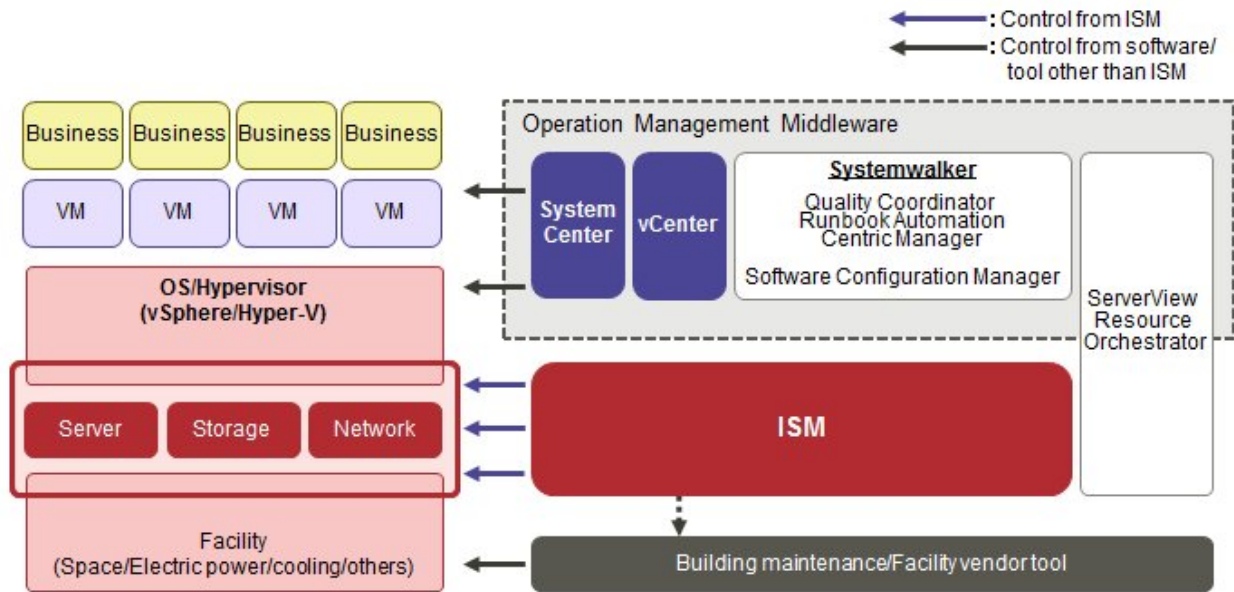 : Control from ISM
: Control from software/
tool other than ISM
Business Business Business Business
VM VM VM VM
OS/Hypervisor
(vSphere/Hyper-V)
Server Storage Network
Facility
(Space/Electric power/cooling/others)
Operation Management Middleware
System
Center
vCenter
Systemwalker
Quality Coordinator
Runbook Automation
Centric Manager
Software Configuration Manager
ServerView
Resource
Orchestrator
ISM
Building maintenance/Facility vendor tool